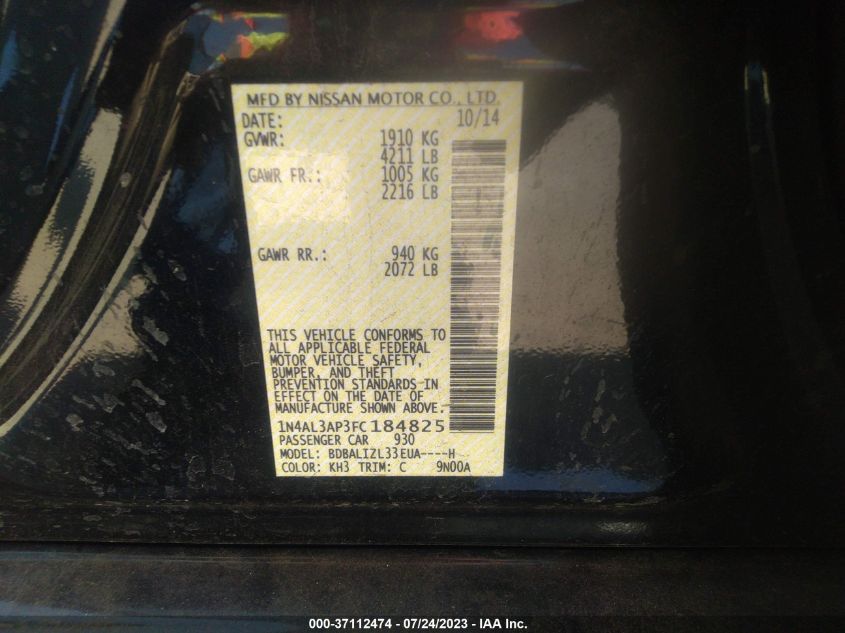 MFD BY NISSAN MOTOR CO., LTD.
DATE: 10/14
GVWR: 1910 KG
4211 LB
GAWR FR.: 1005 KG
2216 LB
GAWR RR.: 940 KG
2072 LB
THIS VEHICLE CONFORMS TO
ALL APPLICABLE FEDERAL
MOTOR VEHICLE SAFETY,
BUMPER, AND THEFT
PREVENTION STANDARDS IN
EFFECT ON THE DATE OF
MANUFACTURE SHOWN ABOVE.
1N4AL3AP3FC184825
PASSENGER CAR 930
MODEL: BDBALIZL33EUA----H
COLOR: KH3 TRIM: C 9N00A
000-37112474 - 07/24/2023 - IAA Inc.